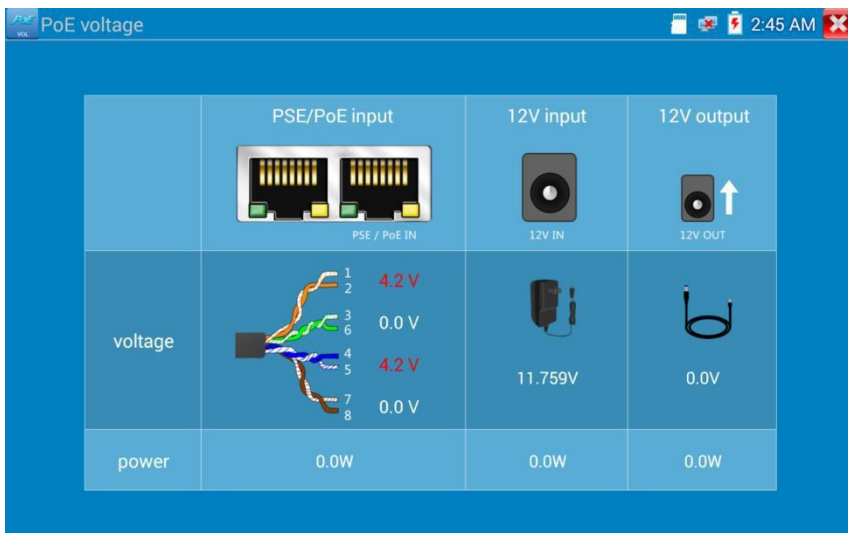 PoE voltage
2:45 AM
PoE
VOL
PSE/PoE input
12V input
12V output
PSE / PoE IN
12V IN
12V OUT
voltage
1
2
4.2 V
3
6
0.0 V
4
5
4.2 V
7
8
0.0 V
11.759V
0.0V
power
0.0W
0.0W
0.0W